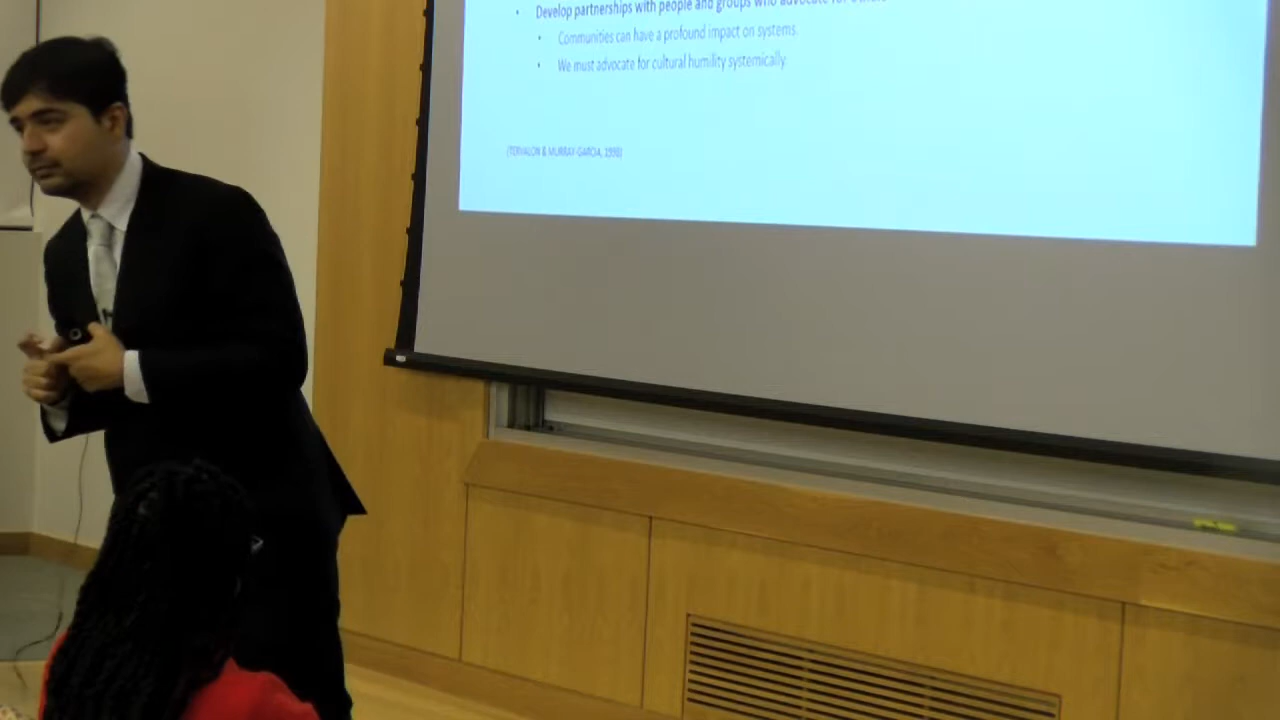 Develop partnerships with people and groups who advocate for others
Communities can have a profound impact on systems.
We must advocate for cultural humility systemically.
(TERVALON & MURRAY-GARCIA, 1998)